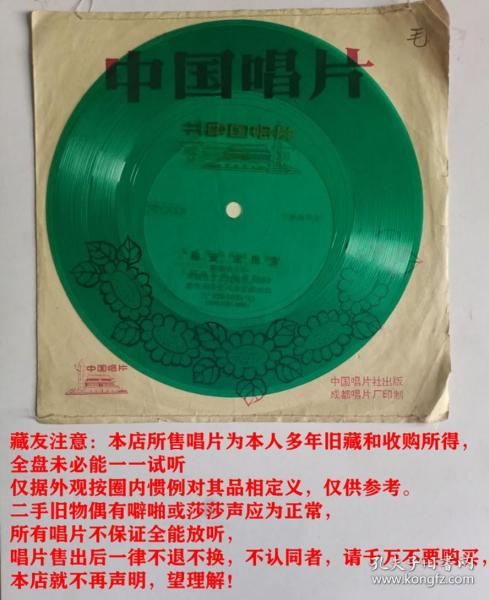 毛
中国唱片
中国唱片
中国唱片社出版
成都唱片厂印制
藏友注意：本店所售唱片为本人多年旧藏和收购所得，
全盘未必能一一试听
仅据外观按圈内惯例对其品相定义，仅供参考。
二手旧物偶有噼啪或莎莎声应为正常，
所有唱片不保证全能放听，
唱片售出后一律不退不换，不认同者，请千万不要购买，
本店就不再声明，望理解！
孔夫子旧书网
www.kongfz.com